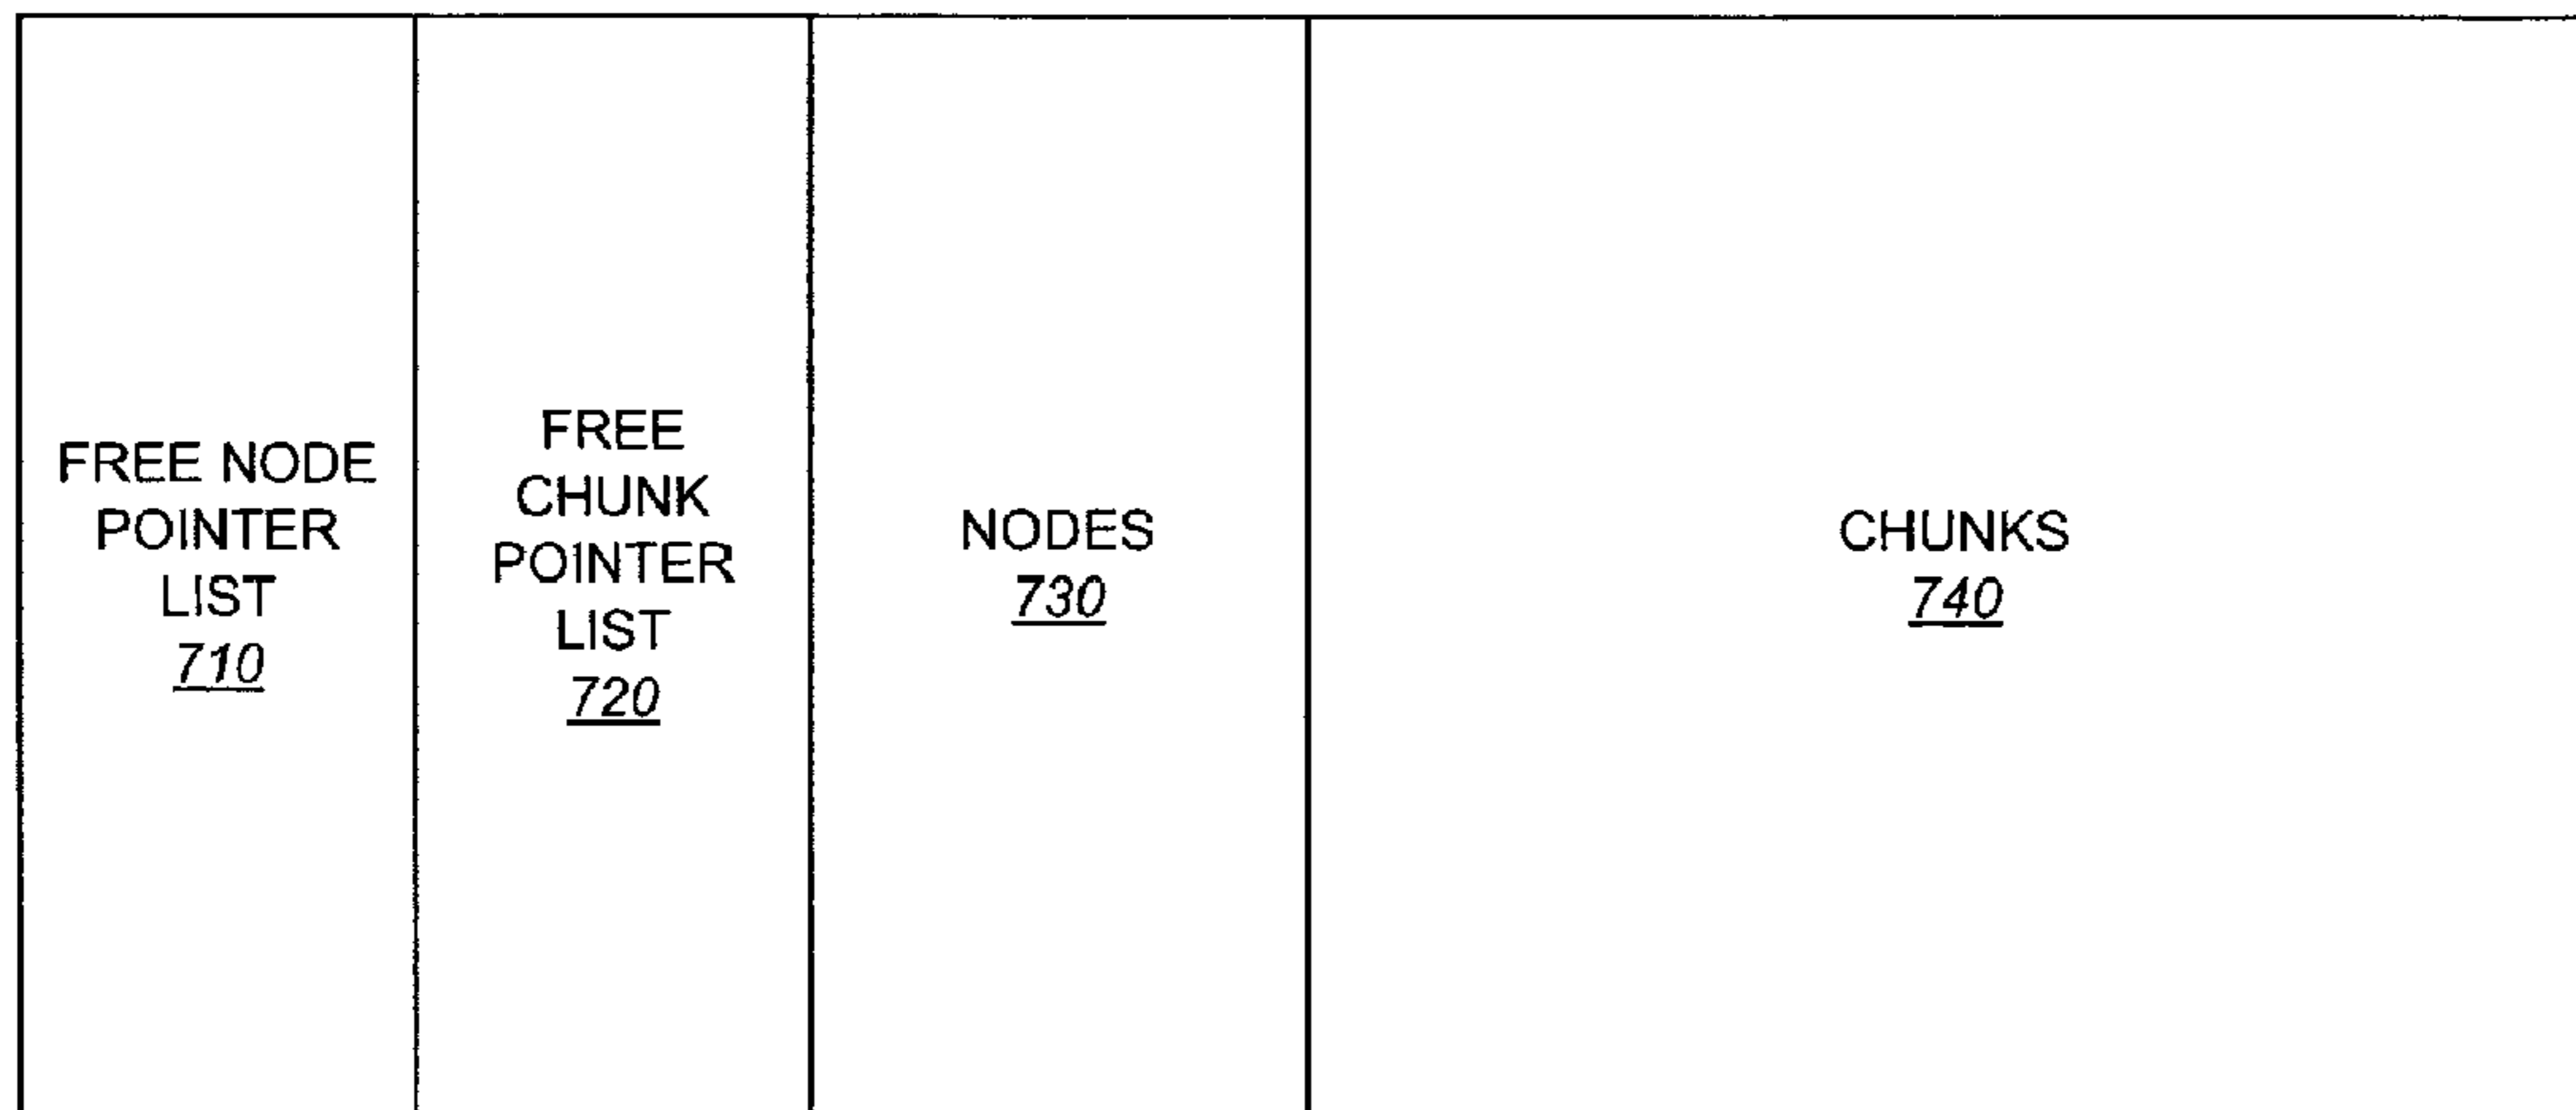 FREE NODE
POINTER
LIST
710
FREE
CHUNK
POINTER
LIST
720
NODES
730
CHUNKS
740